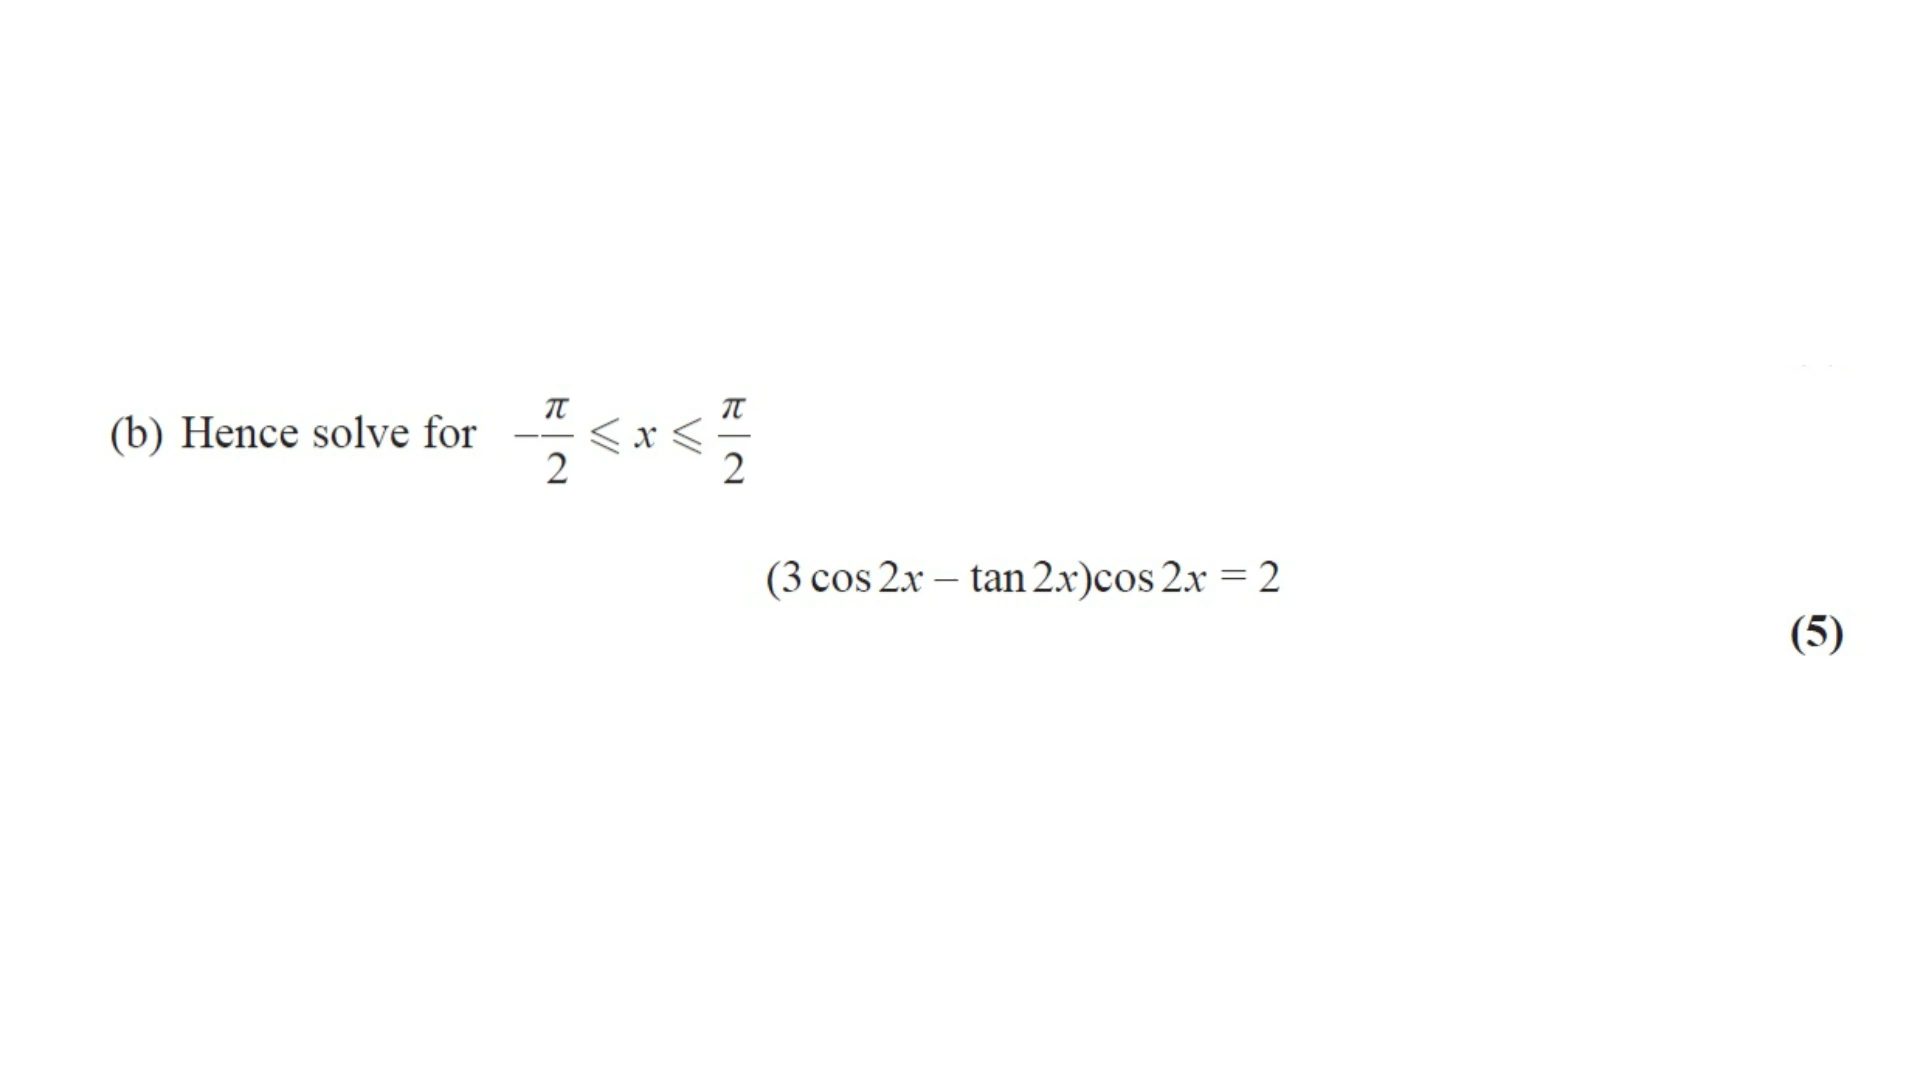 (b) Hence solve for −π/2 ⩽ x ⩽ π/2
(3 cos 2x – tan 2x)cos 2x = 2
(5)